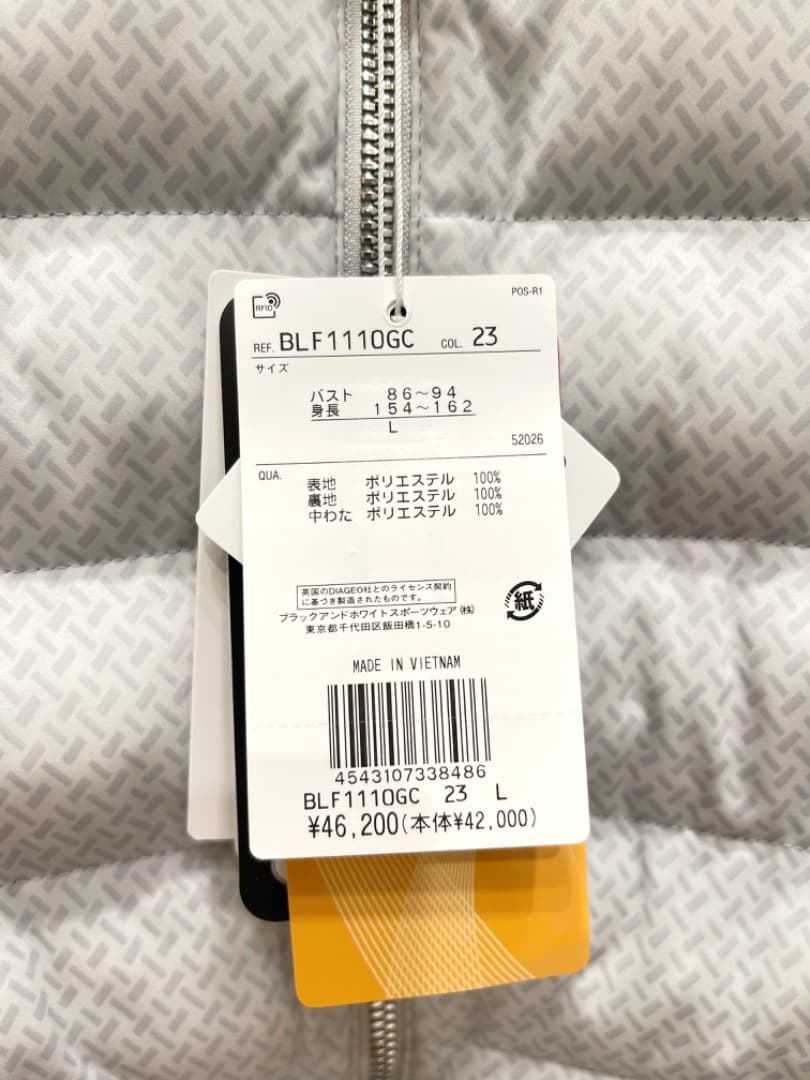 RFID
POS-R1
REF. BLF1110GC COL. 23
サイズ
バスト 86～94
身長 154～162
L
52026
QUA.
表地 ポリエステル 100%
裏地 ポリエステル 100%
中わた ポリエステル 100%
英国のDIAGEO社とのライセンス契約
に基づき製造されたものです。
ブラックアンドホワイトスポーツウェア㈱
東京都千代田区飯田橋1-5-10
紙
MADE IN VIETNAM
4543107338486
BLF1110GC 23 L
¥46,200(本体¥42,000)